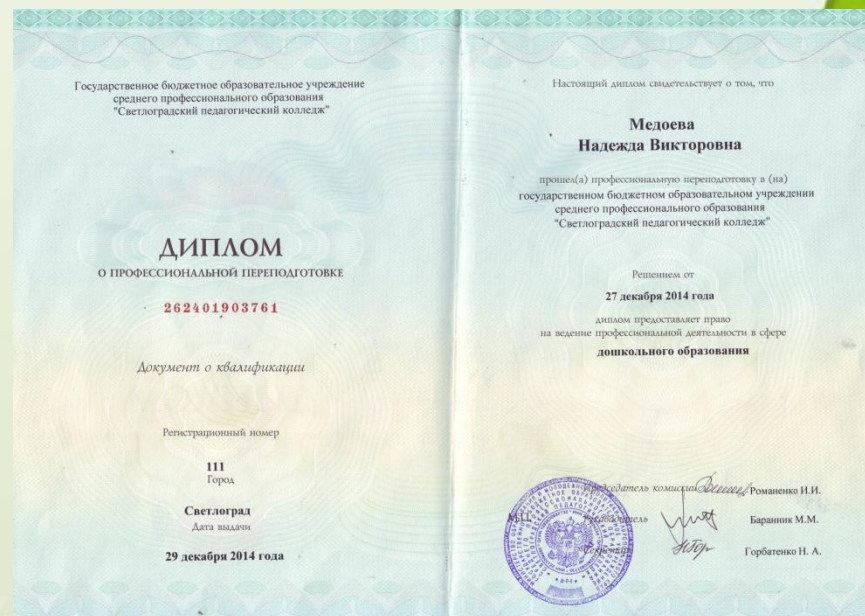 Государственное бюджетное образовательное учреждение
среднего профессионального образования
"Светлоградский педагогический колледж"
ДИПЛОМ
О ПРОФЕССИОНАЛЬНОЙ ПЕРЕПОДГОТОВКЕ
262401903761
Документ о квалификации
Регистрационный номер
111
Город
Светлоград
Дата выдачи
29 декабря 2014 года
Настоящий диплом свидетельствует о том, что
Медоева
Надежда Викторовна
прошел(а) профессиональную переподготовку в (на)
государственном бюджетном образовательном учреждении
среднего профессионального образования
"Светлоградский педагогический колледж"
Решением от
27 декабря 2014 года
диплом предоставляет право
на ведение профессиональной деятельности в сфере
дошкольного образования
Председатель комиссии Романенко И.И.
М.П. Руководитель Баранник М.М.
Секретарь Горбатенко Н. А.